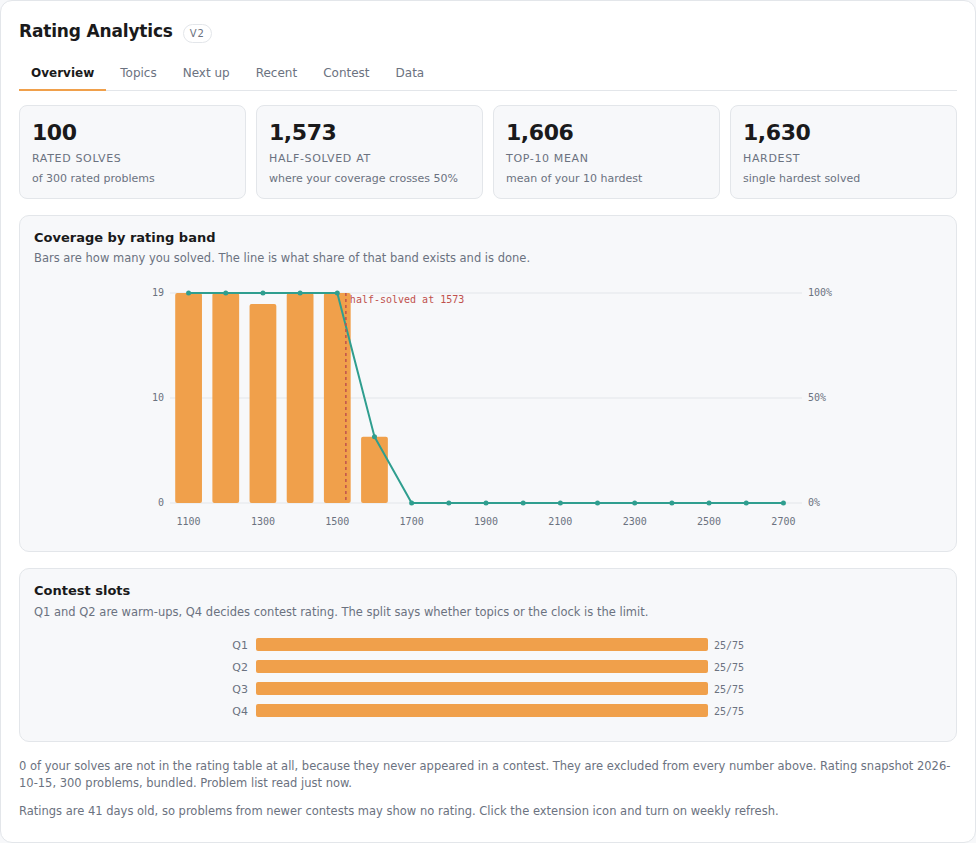 Rating Analytics V2
Overview Topics Next up Recent Contest Data
100 1,573 1,606 1,630
RATED SOLVES HALF-SOLVED AT TOP-10 MEAN HARDEST
of 300 rated problems where your coverage crosses 50% mean of your 10 hardest single hardest solved
Coverage by rating band
Bars are how many you solved. The line is what share of that band exists and is done.
19 half-solved at 1573 100%
10 50%
0 0%
1100 1300 1500 1700 1900 2100 2300 2500 2700
Contest slots
Q1 and Q2 are warm-ups, Q4 decides contest rating. The split says whether topics or the clock is the limit.
Q1 25/75
Q2 25/75
Q3 25/75
Q4 25/75
0 of your solves are not in the rating table at all, because they never appeared in a contest. They are excluded from every number above. Rating snapshot 2026-
10-15, 300 problems, bundled. Problem list read just now.
Ratings are 41 days old, so problems from newer contests may show no rating. Click the extension icon and turn on weekly refresh.